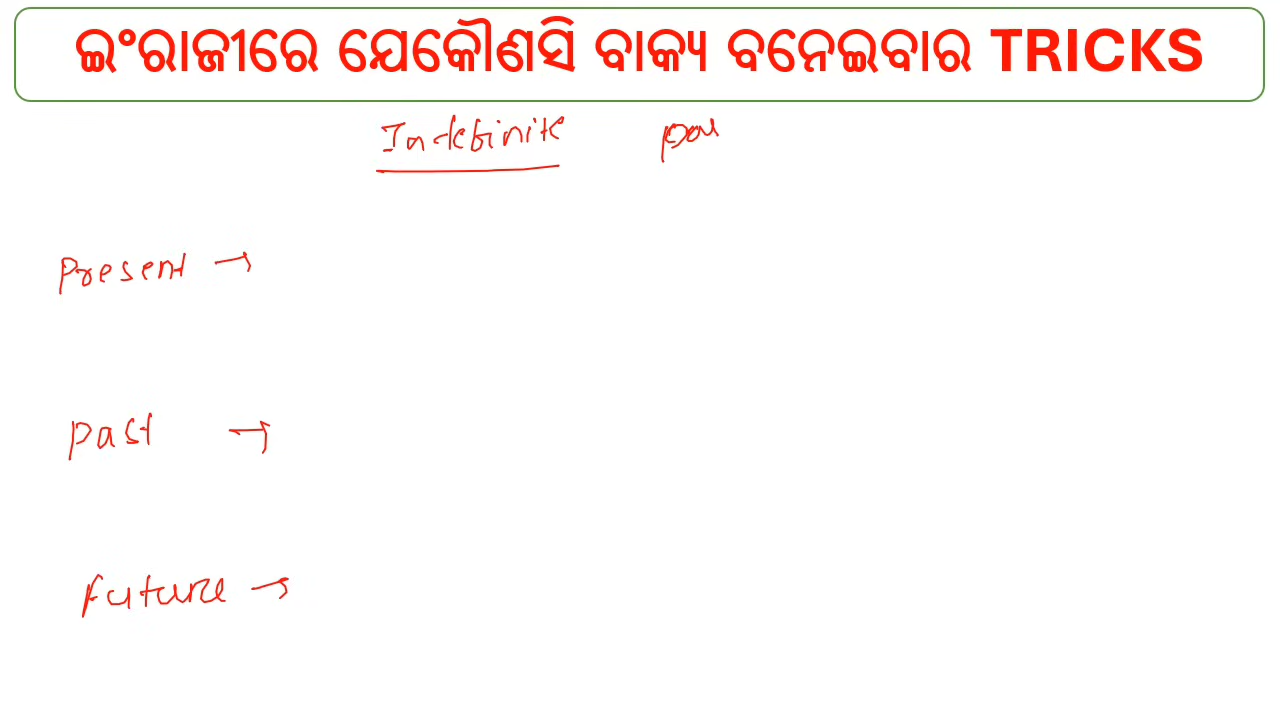 ଇଂରାଜୀରେ ଯେକୌଣସି ବାକ୍ୟ ବନେଇବାର TRICKS
Indefinite
Present →
Past →
Future →